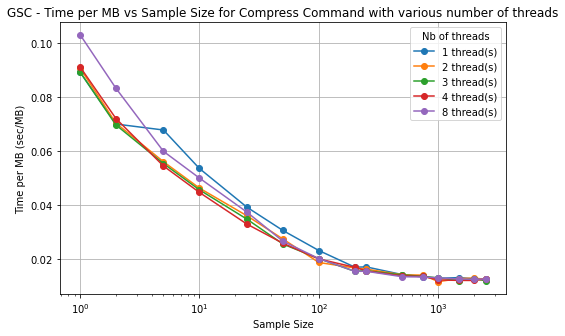 GSC - Time per MB vs Sample Size for Compress Command with various number of threads
Time per MB (sec/MB)
0.10
0.08
0.06
0.04
0.02
Nb of threads
1 thread(s)
2 thread(s)
3 thread(s)
4 thread(s)
8 thread(s)
10⁰
10¹
10²
10³
Sample Size